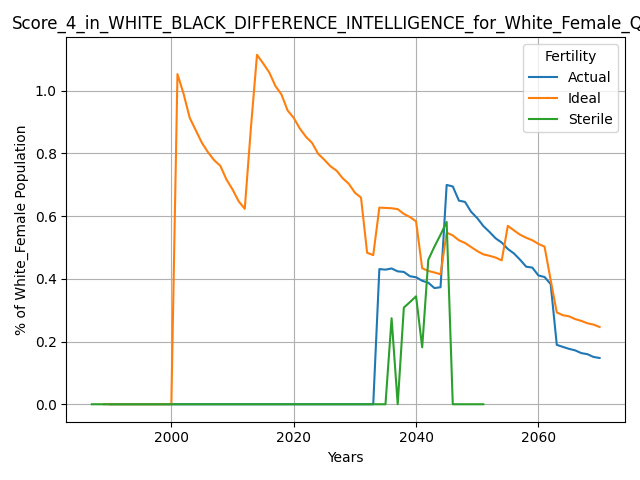 Score_4_in_WHITE_BLACK_DIFFERENCE_INTELLIGENCE_for_White_Female_Q
Fertility
Actual
Ideal
Sterile
% of White_Female Population
1.0
0.8
0.6
0.4
0.2
0.0
2000
2020
2040
2060
Years